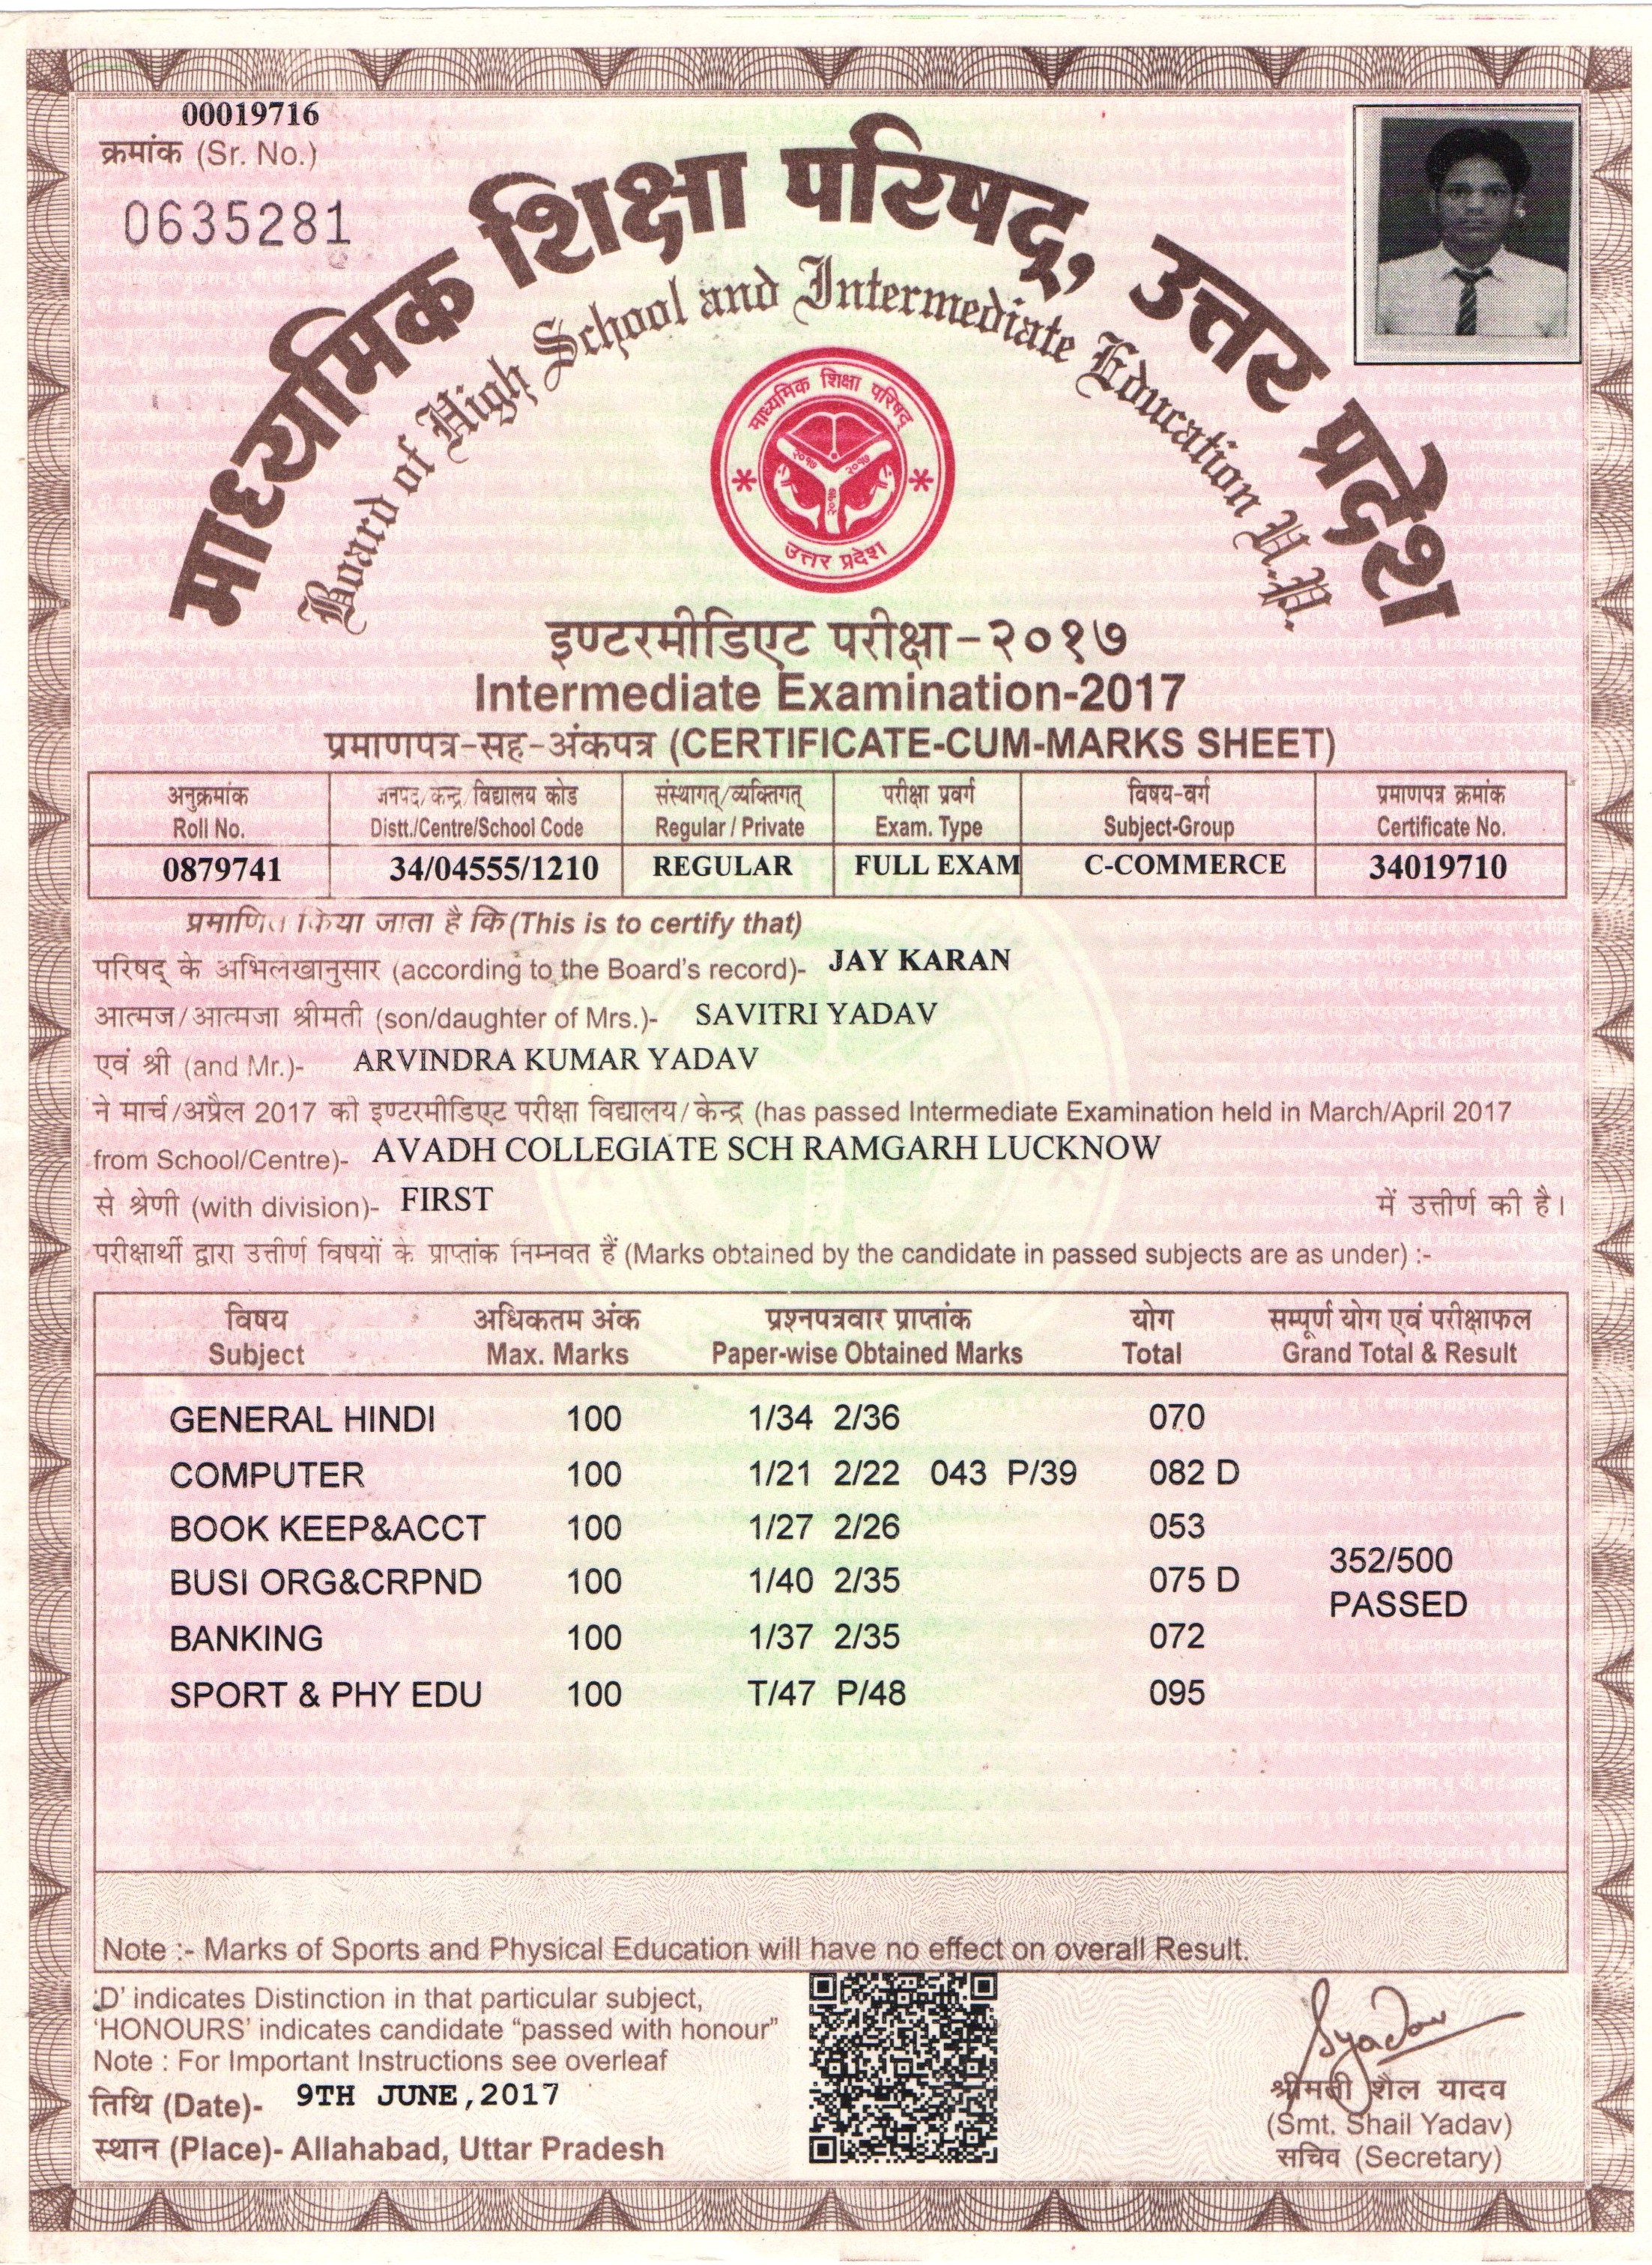 00019716
क्रमांक (Sr. No.)
0635281
माध्यमिक शिक्षा परिषद्, उत्तर प्रदेश
Board of High School and Intermediate Education U.P.
माध्यमिक शिक्षा परिषद्
उत्तर प्रदेश
इण्टरमीडिएट परीक्षा-२०१७
Intermediate Examination-2017
प्रमाणपत्र-सह-अंकपत्र (CERTIFICATE-CUM-MARKS SHEET)
अनुक्रमांक जनपद/केन्द्र/विद्यालय कोड संस्थागत्/व्यक्तिगत् परीक्षा प्रवर्ग विषय-वर्ग प्रमाणपत्र क्रमांक
Roll No. Distt./Centre/School Code Regular / Private Exam. Type Subject-Group Certificate No.
0879741 34/04555/1210 REGULAR FULL EXAM C-COMMERCE 34019710
प्रमाणित किया जाता है कि (This is to certify that)
परिषद् के अभिलेखानुसार (according to the Board's record)- JAY KARAN
आत्मज/आत्मजा श्रीमती (son/daughter of Mrs.)- SAVITRI YADAV
एवं श्री (and Mr.)- ARVINDRA KUMAR YADAV
ने मार्च/अप्रैल 2017 की इण्टरमीडिएट परीक्षा विद्यालय/केन्द्र (has passed Intermediate Examination held in March/April 2017
from School/Centre)- AVADH COLLEGIATE SCH RAMGARH LUCKNOW
से श्रेणी (with division)- FIRST में उत्तीर्ण की है।
परीक्षार्थी द्वारा उत्तीर्ण विषयों के प्राप्तांक निम्नवत हैं (Marks obtained by the candidate in passed subjects are as under) :-
विषय अधिकतम अंक प्रश्नपत्रवार प्राप्तांक योग सम्पूर्ण योग एवं परीक्षाफल
Subject Max. Marks Paper-wise Obtained Marks Total Grand Total & Result
GENERAL HINDI 100 1/34 2/36 070
COMPUTER 100 1/21 2/22 043 P/39 082 D
BOOK KEEP&ACCT 100 1/27 2/26 053
352/500
BUSI ORG&CRPND 100 1/40 2/35 075 D
PASSED
BANKING 100 1/37 2/35 072
SPORT & PHY EDU 100 T/47 P/48 095
Note :- Marks of Sports and Physical Education will have no effect on overall Result.
'D' indicates Distinction in that particular subject,
'HONOURS' indicates candidate "passed with honour"
Note : For Important Instructions see overleaf
तिथि (Date)- 9TH JUNE,2017
स्थान (Place)- Allahabad, Uttar Pradesh
Syadav
श्रीमती शैल यादव
(Smt. Shail Yadav)
सचिव (Secretary)